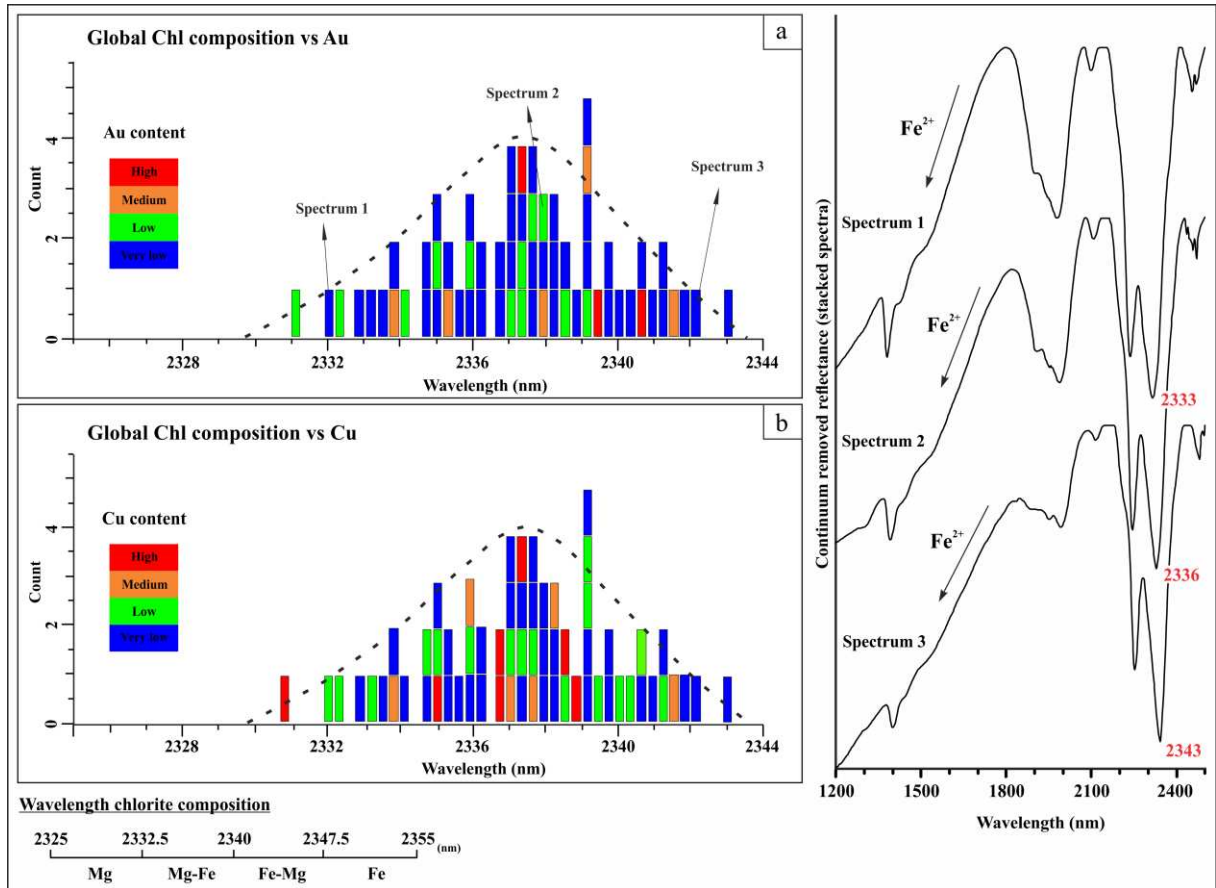 Global Chl composition vs Au
a
Au content
High
Medium
Low
Very low
Spectrum 1
Spectrum 2
Spectrum 3
Count
0
2
4
2328
2332
2336
2340
2344
Wavelength (nm)
Global Chl composition vs Cu
b
Cu content
High
Medium
Low
Very low
Count
0
2
4
2328
2332
2336
2340
2344
Wavelength (nm)
Wavelength chlorite composition
2325 2332.5 2340 2347.5 2355 (nm)
Mg Mg-Fe Fe-Mg Fe
Continuum removed reflectance (stacked spectra)
Fe2+
Spectrum 1
2333
Fe2+
Spectrum 2
2336
Fe2+
Spectrum 3
2343
1200 1500 1800 2100 2400
Wavelength (nm)